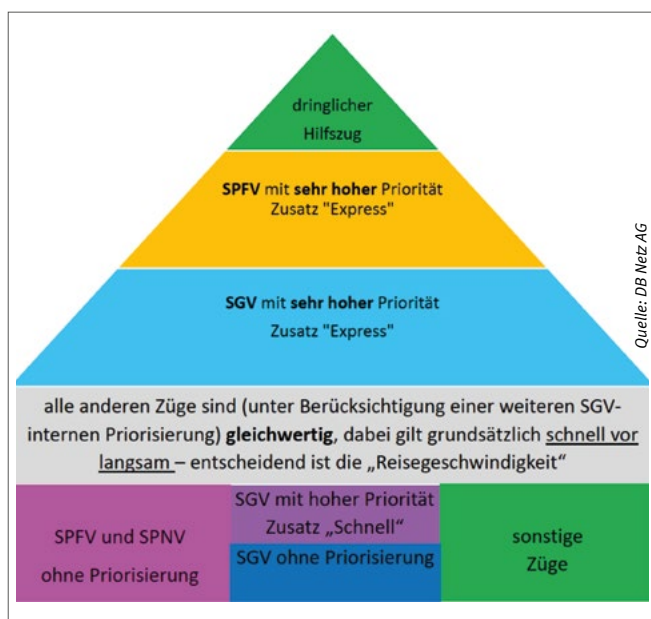 dringlicher
Hilfszug
SPFV mit sehr hoher Priorität
Zusatz "Express"
SGV mit sehr hoher Priorität
Zusatz "Express"
alle anderen Züge sind (unter Berücksichtigung einer weiteren SGV-
internen Priorisierung) gleichwertig, dabei gilt grundsätzlich schnell vor
langsam – entscheidend ist die „Reisegeschwindigkeit“
SPFV und SPNV
ohne Priorisierung
SGV mit hoher Priorität
Zusatz „Schnell“
SGV ohne Priorisierung
sonstige
Züge
Quelle: DB Netz AG